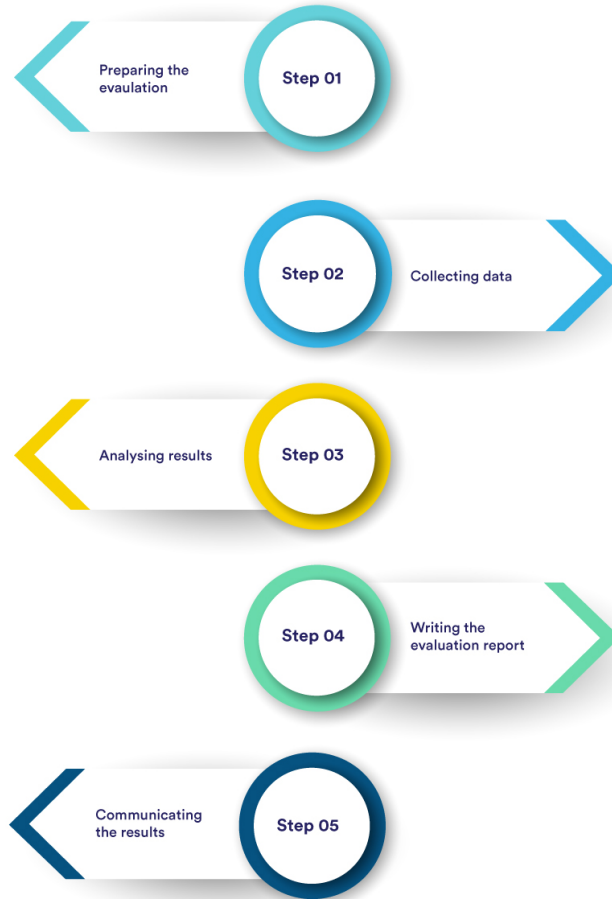 Preparing the
evaulation
Step 01
Step 02
Collecting data
Analysing results
Step 03
Step 04
Writing the
evaluation report
Communicating
the results
Step 05